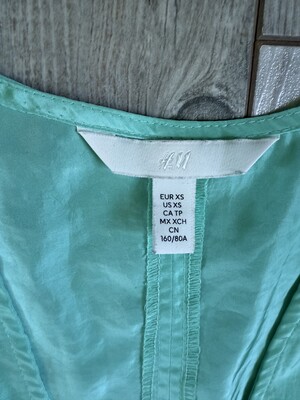 EUR XS
US XS
CA TP
MX XCH
CN
160/80A